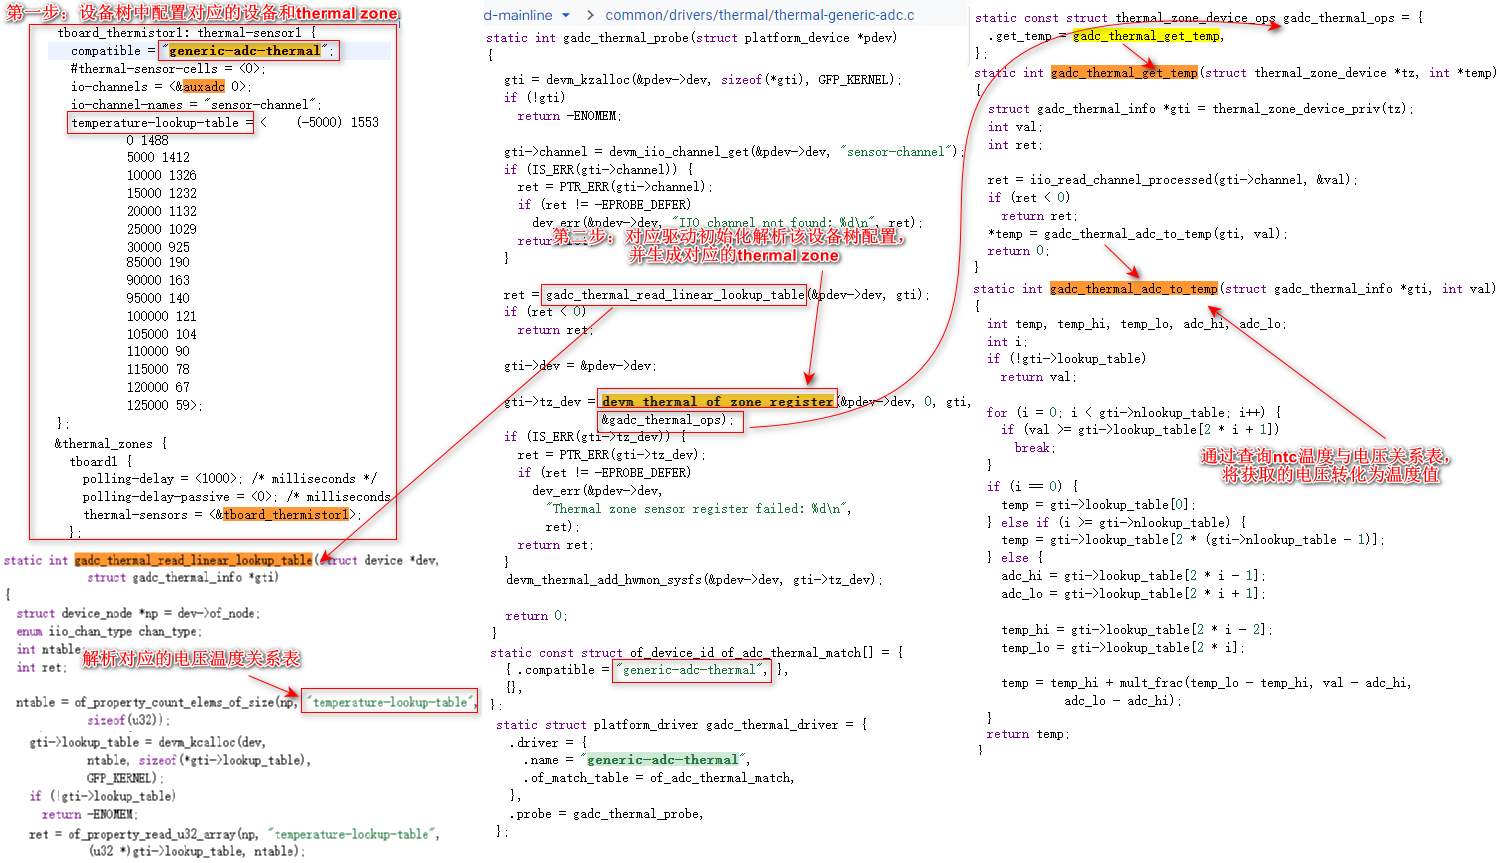 第一步：设备树中配置对应的设备和thermal zone
tboard_thermistor1: thermal-sensor1 {
compatible = "generic-adc-thermal";
#thermal-sensor-cells = <0>;
io-channels = <&auxadc 0>;
io-channel-names = "sensor-channel";
temperature-lookup-table = < (-5000) 1553
0 1488
5000 1412
10000 1326
15000 1232
20000 1132
25000 1029
30000 925
85000 190
90000 163
95000 140
100000 121
105000 104
110000 90
115000 78
120000 67
125000 59>;
};
&thermal_zones {
tboard1 {
polling-delay = <1000>; /* milliseconds */
polling-delay-passive = <0>; /* milliseconds
thermal-sensors = <&tboard_thermistor1>;
};
static int gadc_thermal_read_linear_lookup_table(struct device *dev,
struct gadc_thermal_info *gti)
{
struct device_node *np = dev->of_node;
enum iio_chan_type chan_type;
int ntable;
int ret;
解析对应的电压温度关系表
ntable = of_property_count_elems_of_size(np, "temperature-lookup-table",
sizeof(u32));
gti->lookup_table = devm_kcalloc(dev,
ntable, sizeof(*gti->lookup_table),
GFP_KERNEL);
if (!gti->lookup_table)
return -ENOMEM;
ret = of_property_read_u32_array(np, "temperature-lookup-table",
(u32 *)gti->lookup_table, ntable);
d-mainline > common/drivers/thermal/thermal-generic-adc.c
static int gadc_thermal_probe(struct platform_device *pdev)
{
gti = devm_kzalloc(&pdev->dev, sizeof(*gti), GFP_KERNEL);
if (!gti)
return -ENOMEM;
gti->channel = devm_iio_channel_get(&pdev->dev, "sensor-channel");
if (IS_ERR(gti->channel)) {
ret = PTR_ERR(gti->channel);
if (ret != -EPROBE_DEFER)
dev_err(&pdev->dev, "IIO channel not found: %d\n", ret);
return
第二步：对应驱动初始化解析该设备树配置，
并生成对应的thermal zone
}
ret = gadc_thermal_read_linear_lookup_table(&pdev->dev, gti);
if (ret < 0)
return ret;
gti->dev = &pdev->dev;
gti->tz_dev = devm_thermal_of_zone_register(&pdev->dev, 0, gti,
&gadc_thermal_ops);
if (IS_ERR(gti->tz_dev)) {
ret = PTR_ERR(gti->tz_dev);
if (ret != -EPROBE_DEFER)
dev_err(&pdev->dev,
"Thermal zone sensor register failed: %d\n",
ret);
return ret;
}
devm_thermal_add_hwmon_sysfs(&pdev->dev, gti->tz_dev);
return 0;
}
static const struct of_device_id of_adc_thermal_match[] = {
{ .compatible = "generic-adc-thermal", },
{},
};
static struct platform_driver gadc_thermal_driver = {
.driver = {
.name = "generic-adc-thermal",
.of_match_table = of_adc_thermal_match,
},
.probe = gadc_thermal_probe,
};
static const struct thermal_zone_device_ops gadc_thermal_ops = {
.get_temp = gadc_thermal_get_temp,
};
static int gadc_thermal_get_temp(struct thermal_zone_device *tz, int *temp)
{
struct gadc_thermal_info *gti = thermal_zone_device_priv(tz);
int val;
int ret;
ret = iio_read_channel_processed(gti->channel, &val);
if (ret < 0)
return ret;
*temp = gadc_thermal_adc_to_temp(gti, val);
return 0;
}
static int gadc_thermal_adc_to_temp(struct gadc_thermal_info *gti, int val)
{
int temp, temp_hi, temp_lo, adc_hi, adc_lo;
int i;
if (!gti->lookup_table)
return val;
for (i = 0; i < gti->nlookup_table; i++) {
if (val >= gti->lookup_table[2 * i + 1])
break;
}
通过查询ntc温度与电压关系表，
将获取的电压转化为温度值
if (i == 0) {
temp = gti->lookup_table[0];
} else if (i >= gti->nlookup_table) {
temp = gti->lookup_table[2 * (gti->nlookup_table - 1)];
} else {
adc_hi = gti->lookup_table[2 * i - 1];
adc_lo = gti->lookup_table[2 * i + 1];
temp_hi = gti->lookup_table[2 * i - 2];
temp_lo = gti->lookup_table[2 * i];
temp = temp_hi + mult_frac(temp_lo - temp_hi, val - adc_hi,
adc_lo - adc_hi);
}
return temp;
}